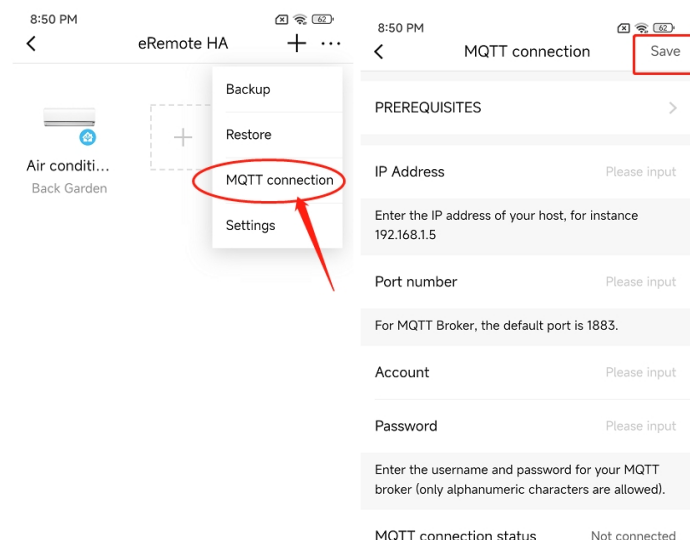 8:50 PM
62
eRemote HA
Backup
Restore
MQTT connection
Settings
Air conditi...
Back Garden
8:50 PM
62
MQTT connection
Save
PREREQUISITES
IP Address
Please input
Enter the IP address of your host, for instance
192.168.1.5
Port number
Please input
For MQTT Broker, the default port is 1883.
Account
Please input
Password
Please input
Enter the username and password for your MQTT
broker (only alphanumeric characters are allowed).
MQTT connection status
Not connected